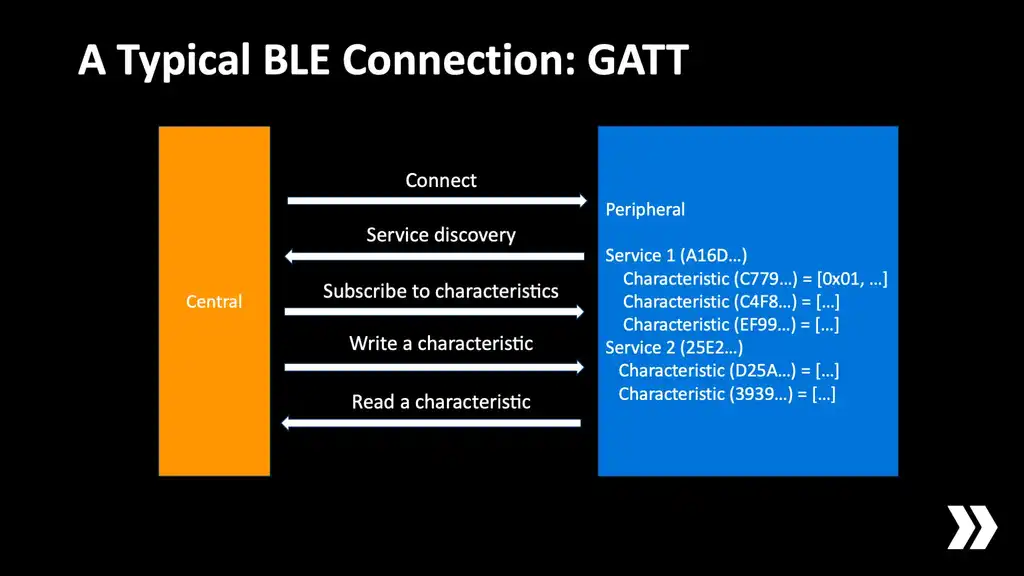 A Typical BLE Connection: GATT
Central
Connect
Service discovery
Subscribe to characteristics
Write a characteristic
Read a characteristic
Peripheral
Service 1 (A16D...)
Characteristic (C779...) = [0x01, ...]
Characteristic (C4F8...) = [...]
Characteristic (EF99...) = [...]
Service 2 (25E2...)
Characteristic (D25A...) = [...]
Characteristic (3939...) = [...]